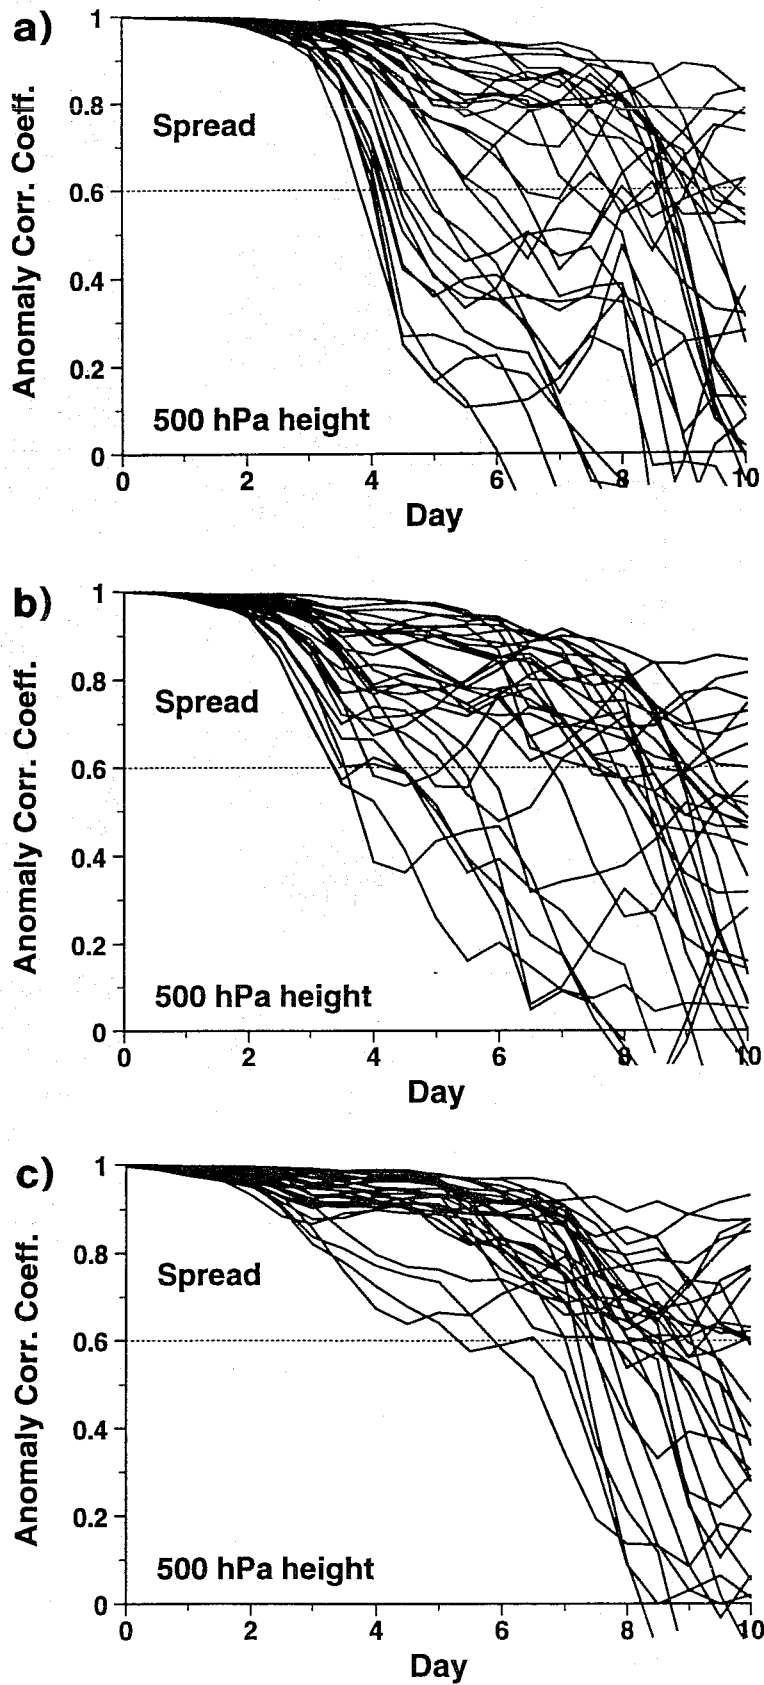 a)
Anomaly Corr. Coeff.
1
0.8
0.6
0.4
0.2
0
Spread
500 hPa height
0 2 4 6 8 10
Day
b)
Anomaly Corr. Coeff.
1
0.8
0.6
0.4
0.2
0
Spread
500 hPa height
0 2 4 6 8 10
Day
c)
Anomaly Corr. Coeff.
1
0.8
0.6
0.4
0.2
0
Spread
500 hPa height
0 2 4 6 8 10
Day